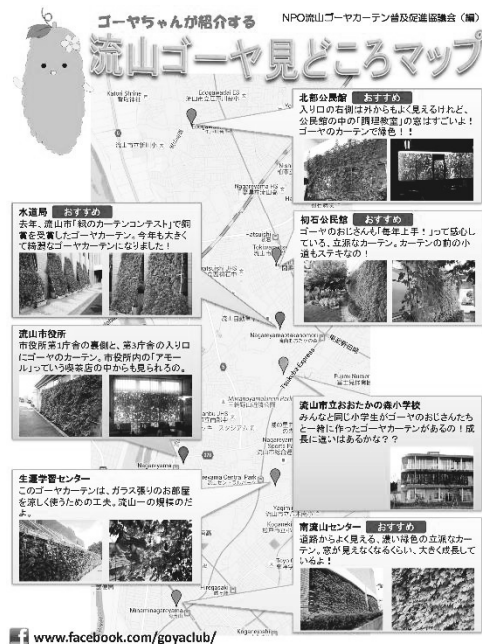 ゴーヤちゃんが紹介する
NPO流山ゴーヤカーテン普及促進協議会（編）
流山ゴーヤ見どころマップ
北部公民館 おすすめ
入り口の右側は外からもよく見えるけれど、
公民館の中の「調理教室」の窓はすごいよ！
ゴーヤのカーテンで緑色！！
水道局 おすすめ
去年、流山市「緑のカーテンコンテスト」で銅
賞を受賞したゴーヤカーテン。今年も大きく
て綺麗なゴーヤカーテンになりました！
初石公民館 おすすめ
ゴーヤのおじさんも「毎年上手！」って感心し
ている、立派なカーテン。カーテンの前の小
道もステキなの！
流山市役所
市役所第1庁舎の裏側と、第3庁舎の入り口
にゴーヤのカーテン。市役所内の「アモ
ール」っていう喫茶店の中からも見られるの。
流山市立おおたかの森小学校
みんなと同じ小学生がゴーヤのおじさんたち
と一緒に作ったゴーヤカーテンがあるの！成
長に違いはあるかな？？
生涯学習センター
このゴーヤカーテンは、ガラス張りのお部屋
を涼しく使うための工夫。流山一の規模のだ
よ。
南流山センター おすすめ
道路からよく見える、濃い緑色の立派なカー
テン。窓が見えなくなるくらい、大きく成長して
いるよ！
Tsukuba Express
Nagareyama
Minaminagareyama
Hiregasaki
www.facebook.com/goyaclub/